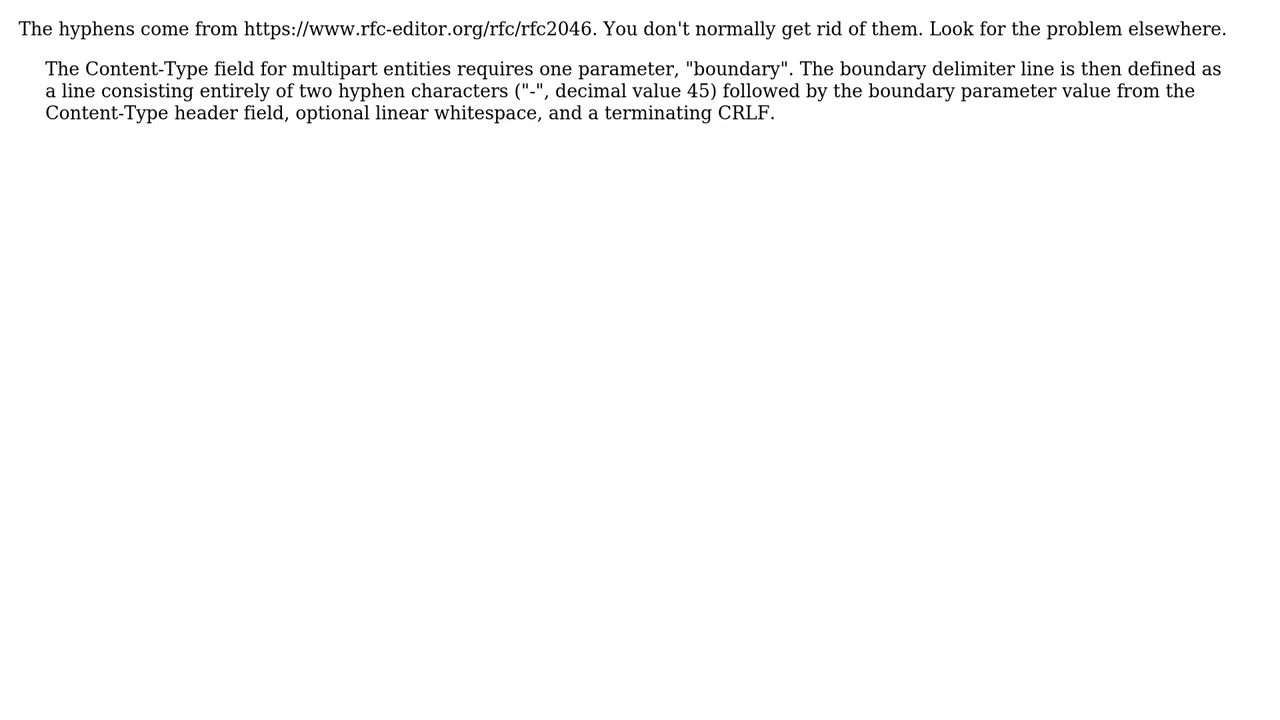 The hyphens come from https://www.rfc-editor.org/rfc/rfc2046. You don't normally get rid of them. Look for the problem elsewhere.
The Content-Type field for multipart entities requires one parameter, "boundary". The boundary delimiter line is then defined as
a line consisting entirely of two hyphen characters ("-", decimal value 45) followed by the boundary parameter value from the
Content-Type header field, optional linear whitespace, and a terminating CRLF.